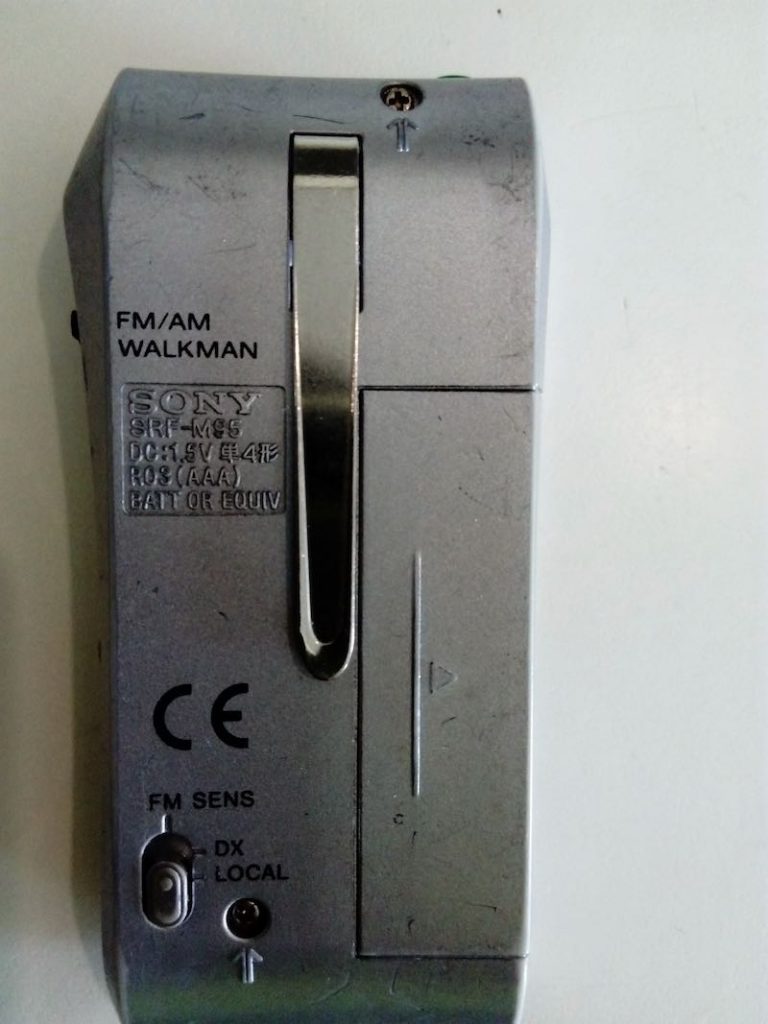 FM/AM
WALKMAN
SONY
SRF-M95
DC:1.5V 単4形
R03(AAA)
BATT OR EQUIV
CE
FM SENS
DX
LOCAL